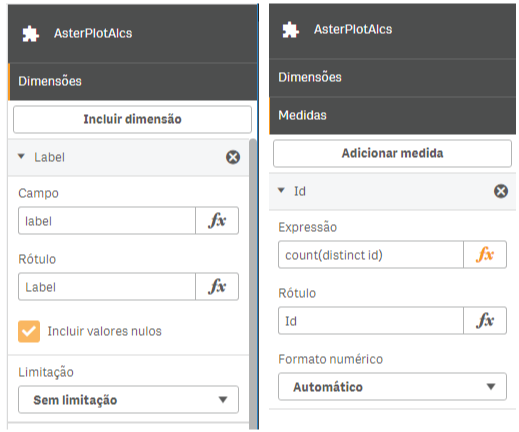 AsterPlotAlcs
Dimensões
Incluir dimensão
Label
Campo
label
fx
Rótulo
Label
fx
Incluir valores nulos
Limitação
Sem limitação
AsterPlotAlcs
Dimensões
Medidas
Adicionar medida
Id
Expressão
count(distinct id)
fx
Rótulo
Id
fx
Formato numérico
Automático